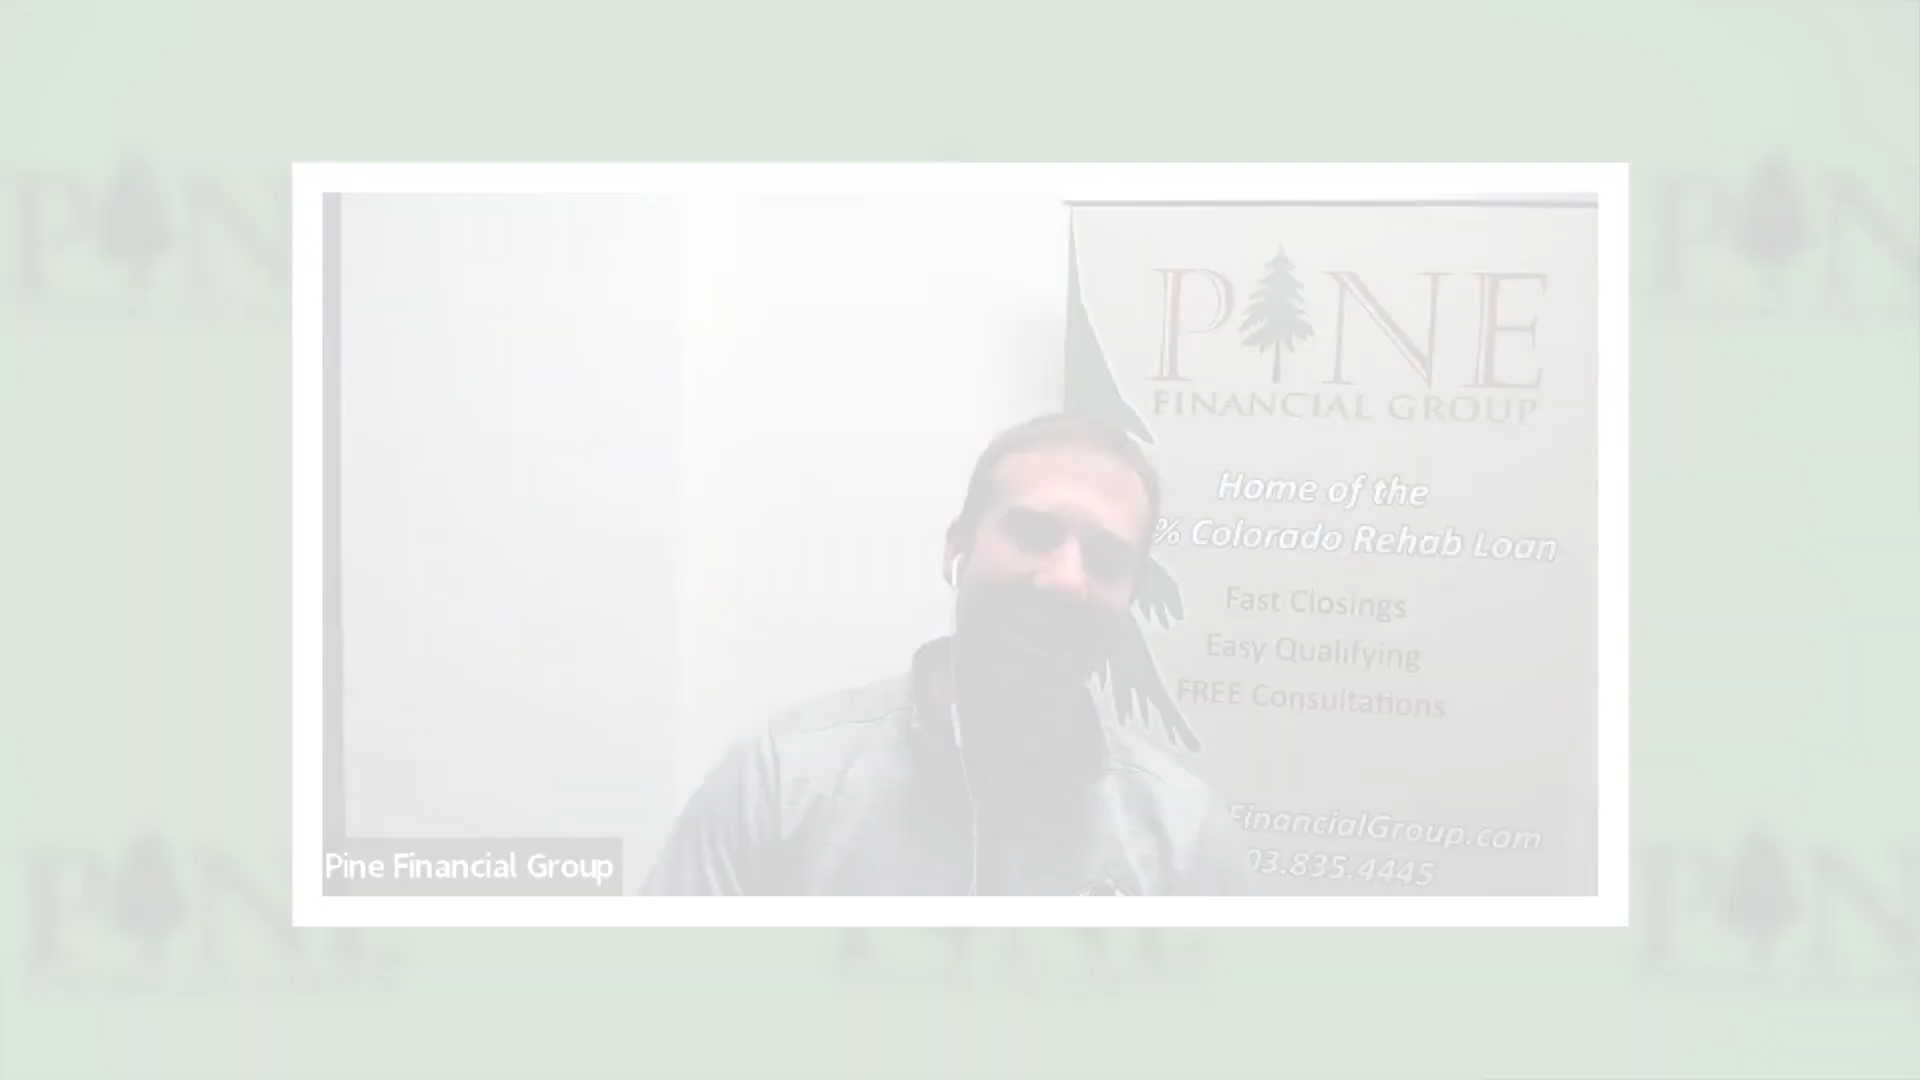 PINE
FINANCIAL GROUP
Home of the
% Colorado Rehab Loan
Fast Closings
Easy Qualifying
FREE Consultations
FinancialGroup.com
03.835.4445
Pine Financial Group